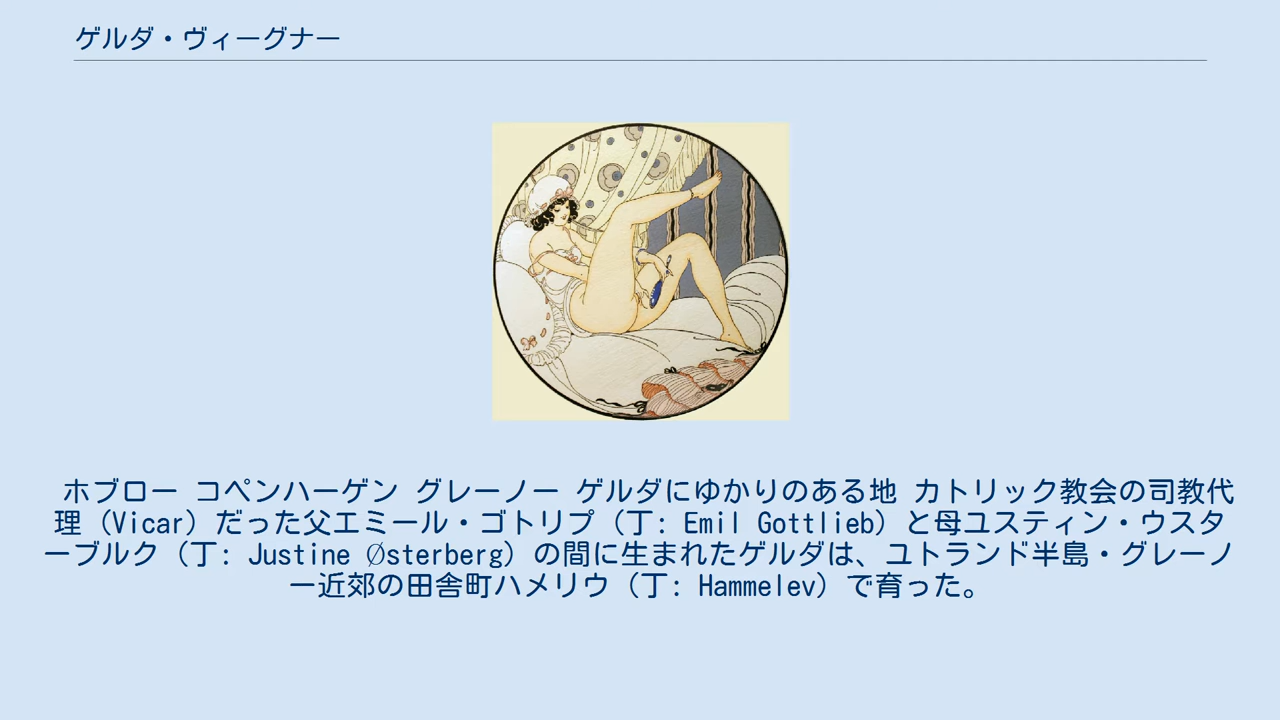 ゲルダ・ヴィーグナー
ホブロー コペンハーゲン グレーノー ゲルダにゆかりのある地 カトリック教会の司教代
理（Vicar）だった父エミール・ゴトリプ（丁: Emil Gottlieb）と母ユスティン・ウスタ
ーブルク（丁: Justine Østerberg）の間に生まれたゲルダは、ユトランド半島・グレーノ
ー近郊の田舎町ハメリウ（丁: Hammelev）で育った。